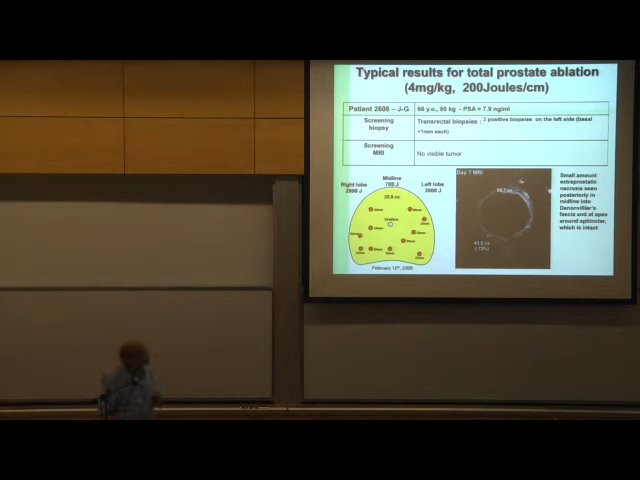 Typical results for total prostate ablation
(4mg/kg, 200Joules/cm)
Patient 2606 – J-G
66 y.o., 80 kg - PSA = 7.9 ng/ml
Screening
biopsy
Transrectal biopsies : 2 positive biopsies on the left side (basal
<1mm each)
Screening
MRI
No visible tumor
Right lobe
2800 J
Midline
700 J
Left lobe
3000 J
Urethra
February 12th, 2008
Day 7 MRI
Small amount
extraprostatic
necrosis seen
posteriorly in
midline into
Denonvillier's
fascia and at apex
around sphincter,
which is intact